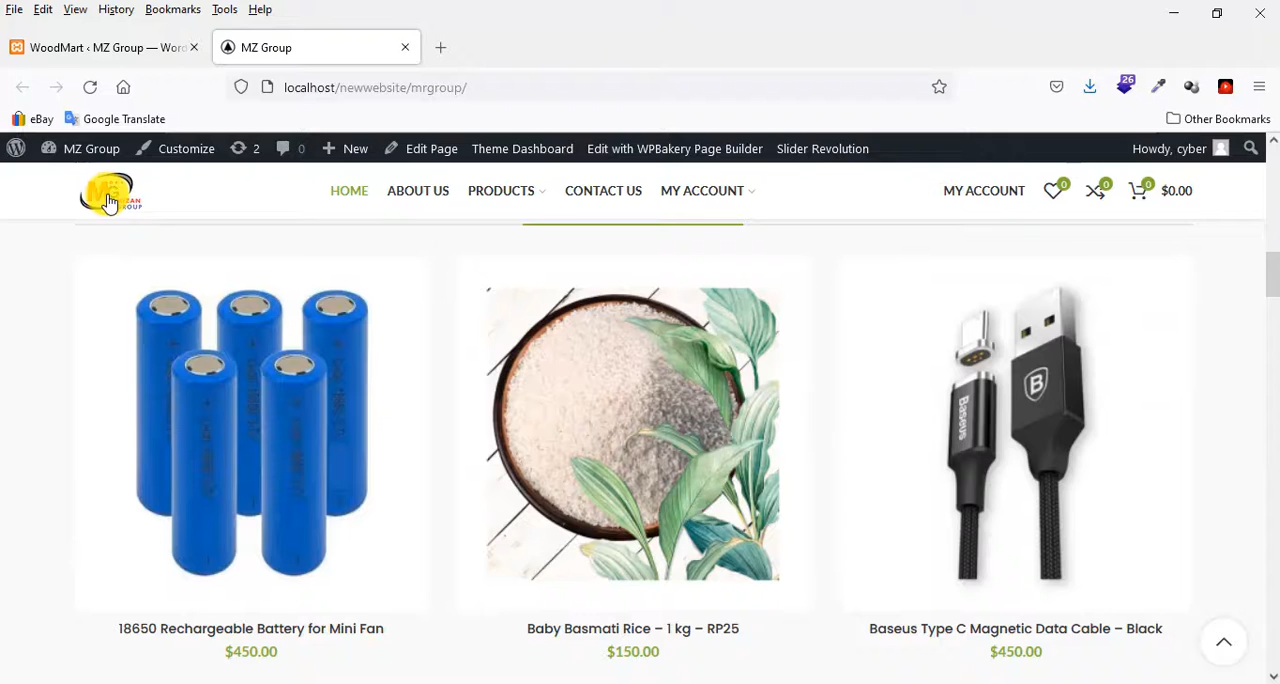 File Edit View History Bookmarks Tools Help
WoodMart ‹ MZ Group — Word
MZ Group
localhost/newwebsite/mrgroup/
26
eBay Google Translate
Other Bookmarks
MZ Group Customize 2 0 New Edit Page Theme Dashboard Edit with WPBakery Page Builder Slider Revolution
Howdy, cyber
HOME ABOUT US PRODUCTS CONTACT US MY ACCOUNT
MY ACCOUNT 0 0 0 $0.00
B
Baseus
18650 Rechargeable Battery for Mini Fan
$450.00
Baby Basmati Rice – 1 kg – RP25
$150.00
Baseus Type C Magnetic Data Cable – Black
$450.00